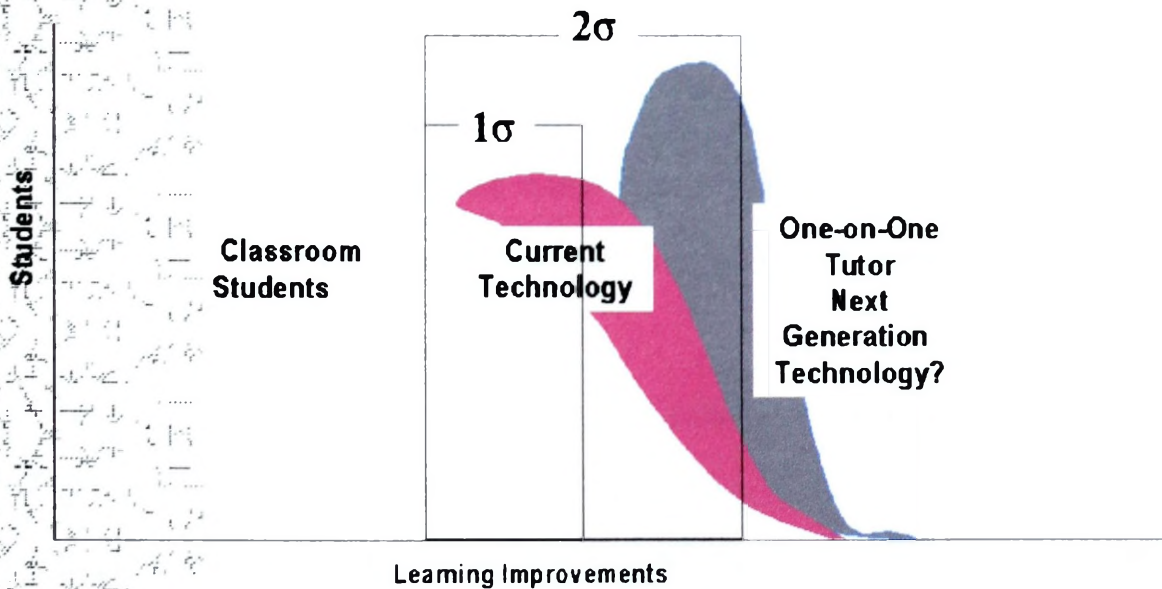 2σ
1σ
Students
Classroom
Students
Current
Technology
One-on-One
Tutor
Next
Generation
Technology?
Learning Improvements